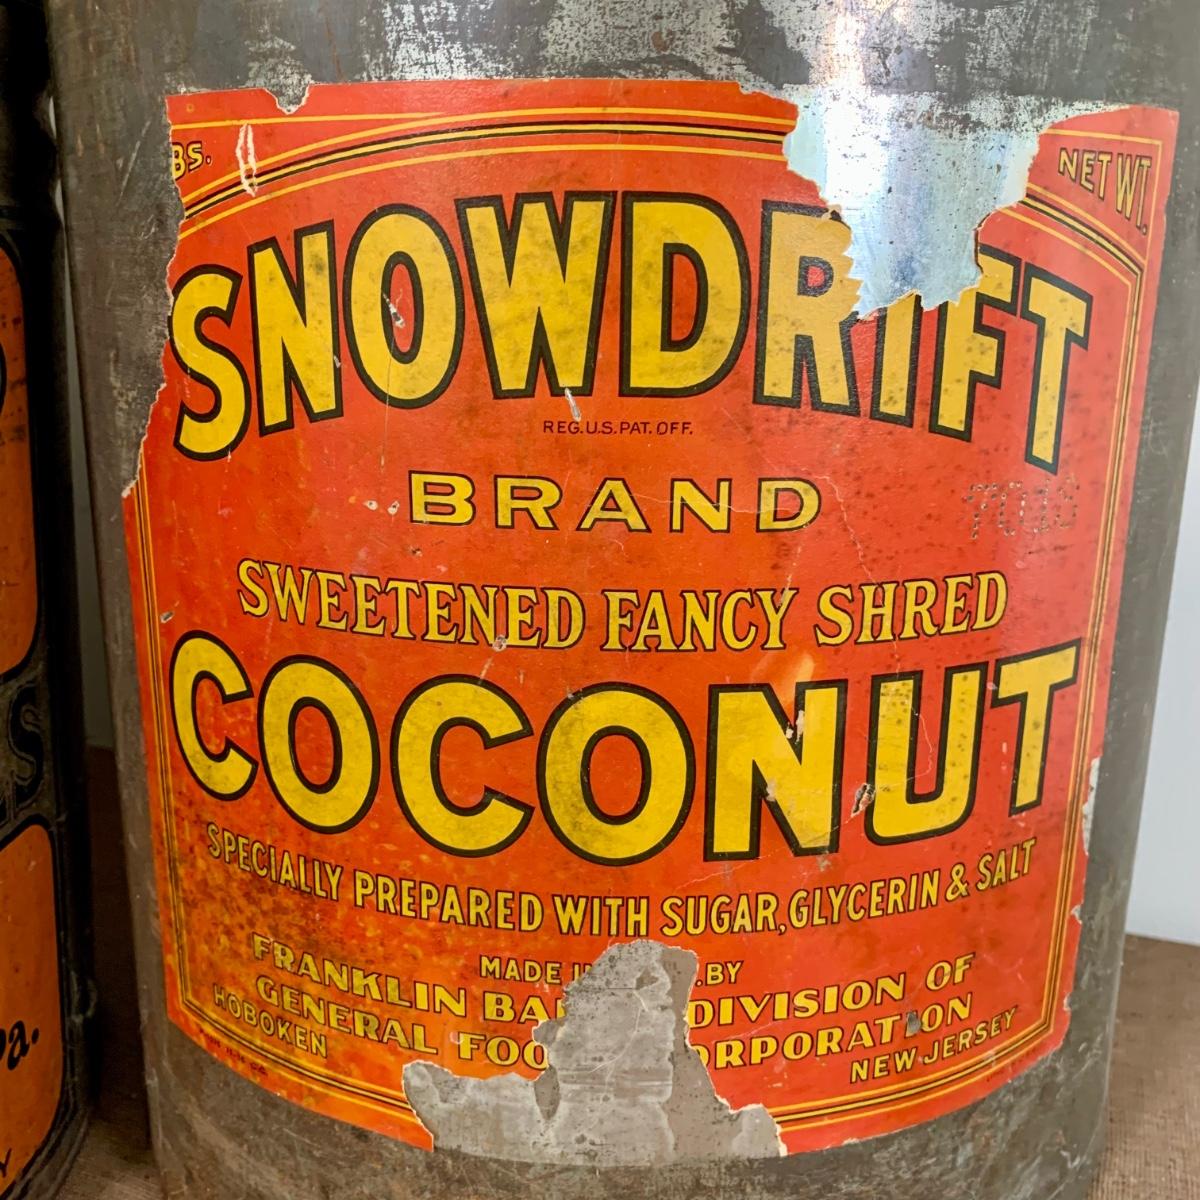 BS.
NET WT.
SNOWDRIFT
REG. U.S. PAT. OFF.
BRAND
SWEETENED FANCY SHRED
COCONUT
SPECIALLY PREPARED WITH SUGAR, GLYCERIN & SALT
MADE BY
FRANKLIN DIVISION OF
GENERAL
HOBOKEN NEW JERSEY